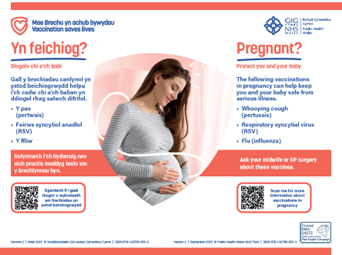 Mae Brechu yn achub bywydau
Vaccination saves lives
GIG
CYMRU
NHS
WALES
Iechyd Cyhoeddus
Cymru
Public Health
Wales
Yn feichiog?
Diogelu chi a'ch babi
Gall y brechiadau canlynol yn
ystod beichiogrwydd helpu
i'ch cadw chi a'ch baban yn
ddiogel rhag salwch difrifol.
• Y pas
(pertwsis)
• Feirws syncytiol anadlol
(RSV)
• Y ffliw
Gofynnwch i'ch bydwraig neu
eich practis meddyg teulu am
y brechlynnau hyn.
Sganiwch fi i gael
rhagor o wybodaeth
am frechiadau yn
ystod beichiogrwydd
Pregnant?
Protect you and your baby
The following vaccinations
in pregnancy can help keep
you and your baby safe from
serious illness.
• Whooping cough
(pertussis)
• Respiratory syncytial virus
(RSV)
• Flu (influenza)
Ask your midwife or GP surgery
about these vaccines.
Scan me for more
information about
vaccinations in
pregnancy